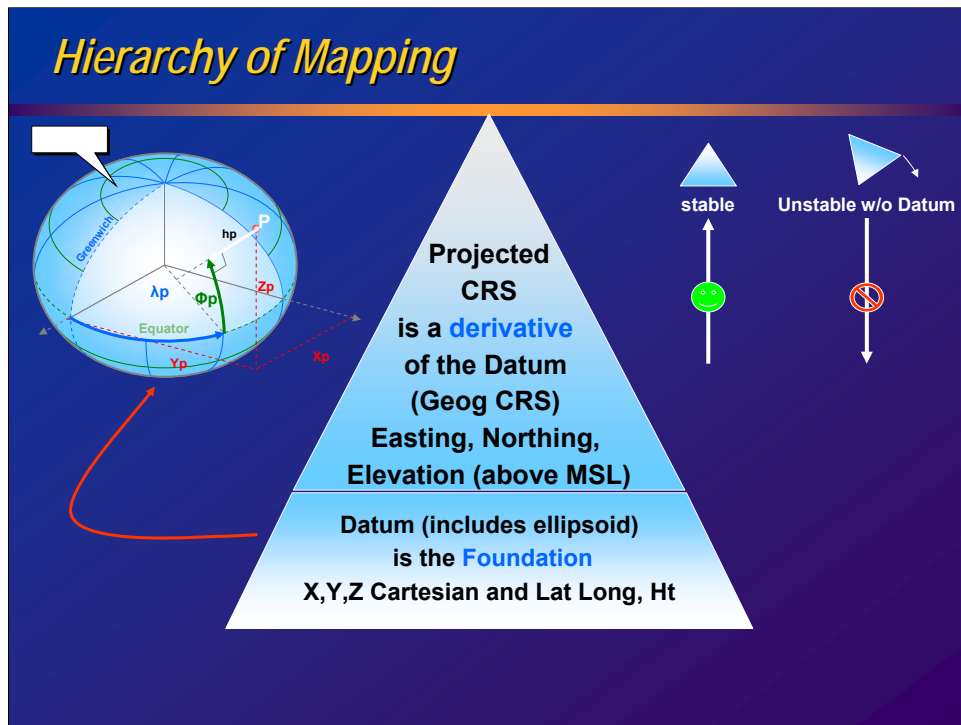 Hierarchy of Mapping
Greenwich
hp
P
λp
Φp
Zp
Equator
Yp
Xp
Projected
CRS
is a derivative
of the Datum
(Geog CRS)
Easting, Northing,
Elevation (above MSL)
Datum (includes ellipsoid)
is the Foundation
X,Y,Z Cartesian and Lat Long, Ht
stable
Unstable w/o Datum